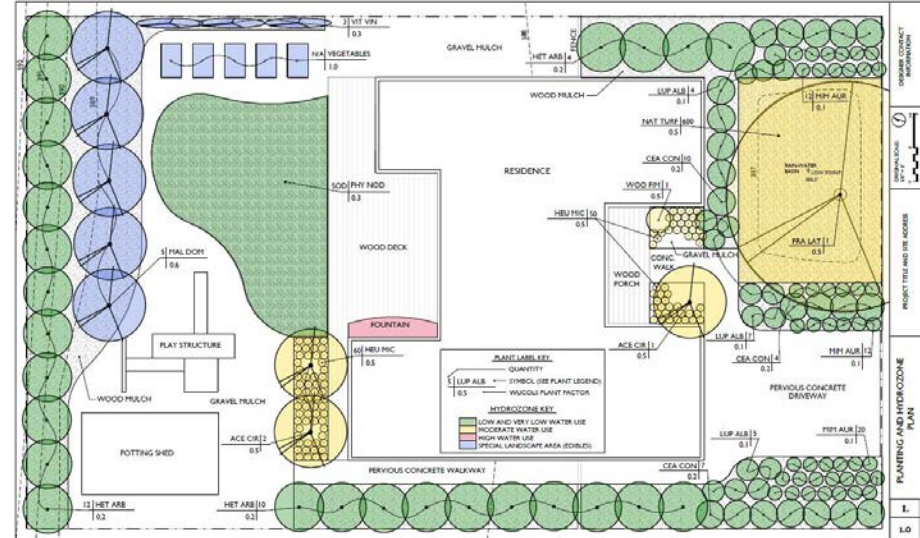 2 VIT VIN
0.3
N/A VEGETABLES
1.0
GRAVEL MULCH
FENCE
HET ARB 4
0.2
WOOD MULCH
LUP ALB 4
0.1
12 MIM AUR
0.1
NAT TURF 600
0.5
CEA CON 10
0.2
RAIN-WATER
BASIN
LOW POINT
RESIDENCE
SOD PHY NOD
0.3
WOO FIM 1
0.5
HEU MIC 50
0.5
GRAVEL MULCH
CONC.
WALK
FRA LAT 1
0.5
WOOD DECK
WOOD
PORCH
5 MAL DOM
0.6
FOUNTAIN
PLAY STRUCTURE
60 HEU MIC
0.5
ACE CIR 1
0.5
LUP ALB 7
0.1
CEA CON 4
0.2
MIM AUR 12
0.1
PLANT LABEL KEY
QUANTITY
5 LUP ALB
0.5
SYMBOL (SEE PLANT LEGEND)
WUCOLS PLANT FACTOR
HYDROZONE KEY
LOW AND VERY LOW WATER USE
MODERATE WATER USE
HIGH WATER USE
SPECIAL LANDSCAPE AREA (EDIBLES)
WOOD MULCH
GRAVEL MULCH
PERVIOUS CONCRETE
DRIVEWAY
ACE CIR 2
0.5
POTTING SHED
LUP ALB 5
0.1
MIM AUR 20
0.1
PERVIOUS CONCRETE WALKWAY
CEA CON 7
0.2
12 HET ARB
0.2
HET ARB 10
0.2
DESIGNER CONTACT
INFORMATION
PROJECT TITLE AND SITE ADDRESS
PLANTING AND HYDROZONE
PLAN
L
1.0